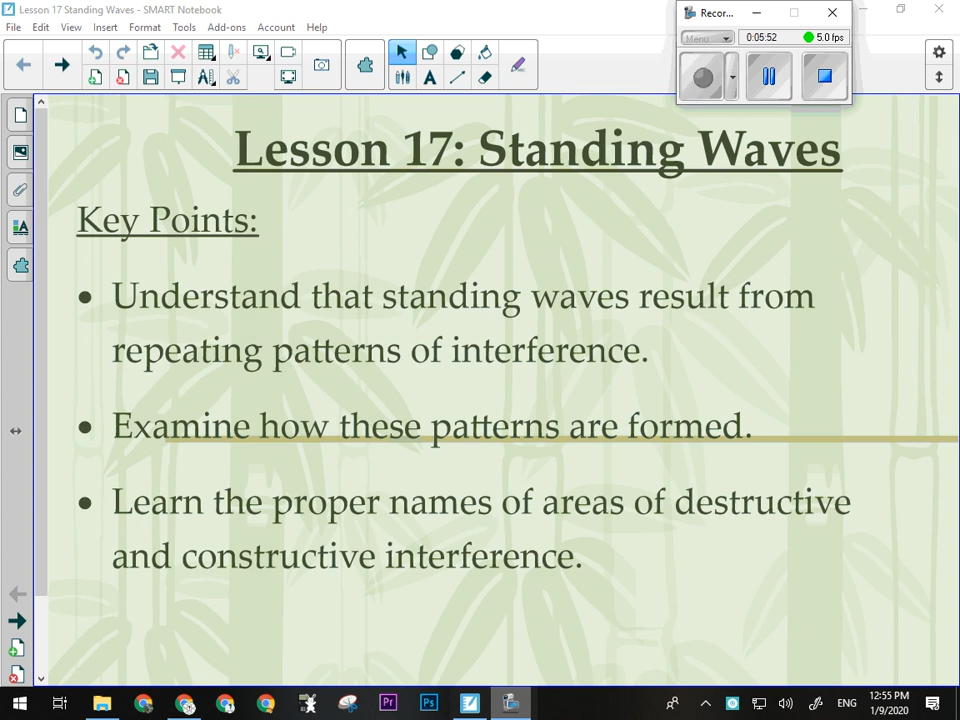 Lesson 17 Standing Waves - SMART Notebook
Recor...
File Edit View Insert Format Tools Add-ons Account Help
Menu 0:05:52 5.0 fps
Lesson 17: Standing Waves
Key Points:
• Understand that standing waves result from
repeating patterns of interference.
• Examine how these patterns are formed.
• Learn the proper names of areas of destructive
and constructive interference.
Pr Ps ENG 12:55 PM
1/9/2020